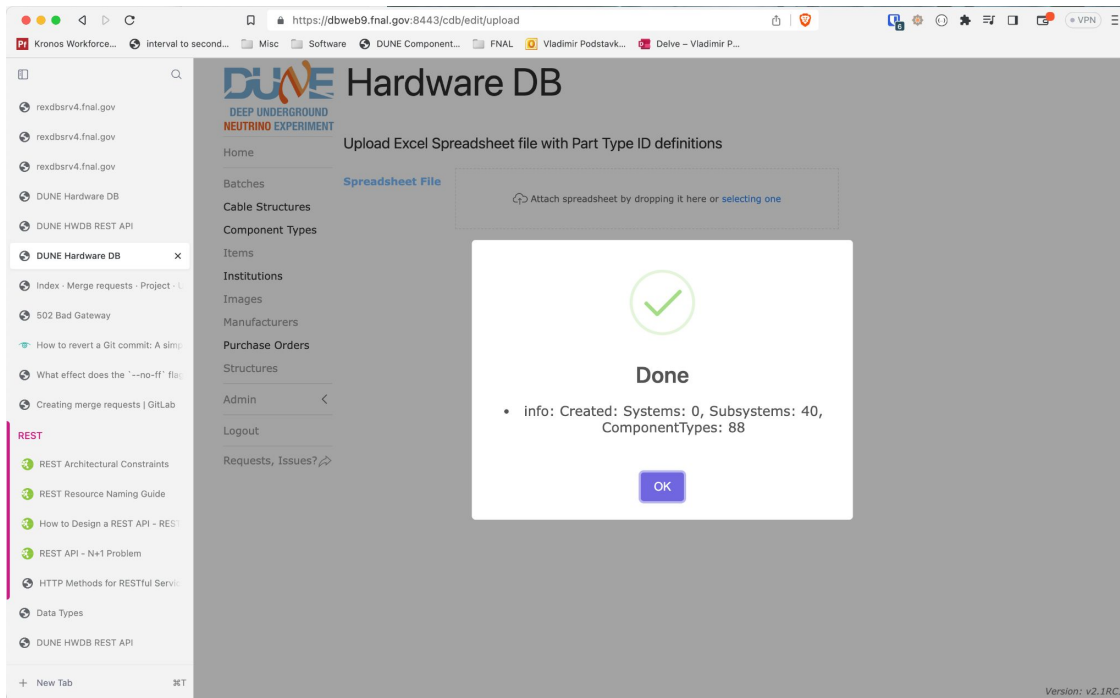 https://dbweb9.fnal.gov:8443/cdb/edit/upload
6
VPN
Pf Kronos Workforce...
interval to second...
Misc
Software
DUNE Component...
FNAL
Vladimir Podstavk...
Delve – Vladimir P...
rexdbsrv4.fnal.gov
rexdbsrv4.fnal.gov
rexdbsrv4.fnal.gov
DUNE Hardware DB
DUNE HWDB REST API
DUNE Hardware DB
Index · Merge requests · Project ·
502 Bad Gateway
How to revert a Git commit: A simp
What effect does the `--no-ff` flag
Creating merge requests | GitLab
REST
REST Architectural Constraints
REST Resource Naming Guide
How to Design a REST API - REST
REST API - N+1 Problem
HTTP Methods for RESTful Servic
Data Types
DUNE HWDB REST API
+ New Tab ⌘T
DUNE
DEEP UNDERGROUND
NEUTRINO EXPERIMENT
Hardware DB
Home
Batches
Cable Structures
Component Types
Items
Institutions
Images
Manufacturers
Purchase Orders
Structures
Admin
Logout
Requests, Issues?
Upload Excel Spreadsheet file with Part Type ID definitions
Spreadsheet File
Attach spreadsheet by dropping it here or selecting one
Done
• info: Created: Systems: 0, Subsystems: 40,
ComponentTypes: 88
OK
Version: v2.1RC